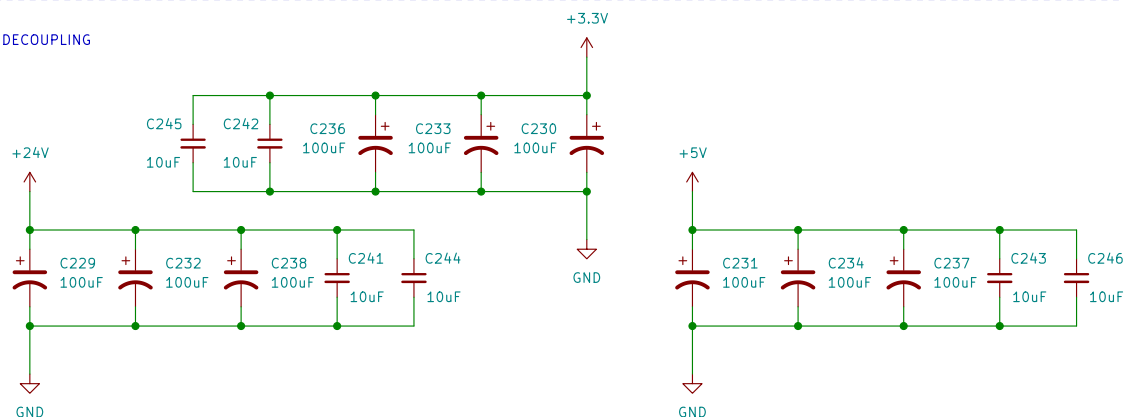 +3.3V
DECOUPLING
C245
10uF
C242
10uF
C236
100uF
C233
100uF
C230
100uF
+
+
+
GND
+24V
+
C229
100uF
+
C232
100uF
+
C238
100uF
C241
10uF
C244
10uF
GND
+5V
+
C231
100uF
+
C234
100uF
+
C237
100uF
C243
10uF
C246
10uF
GND